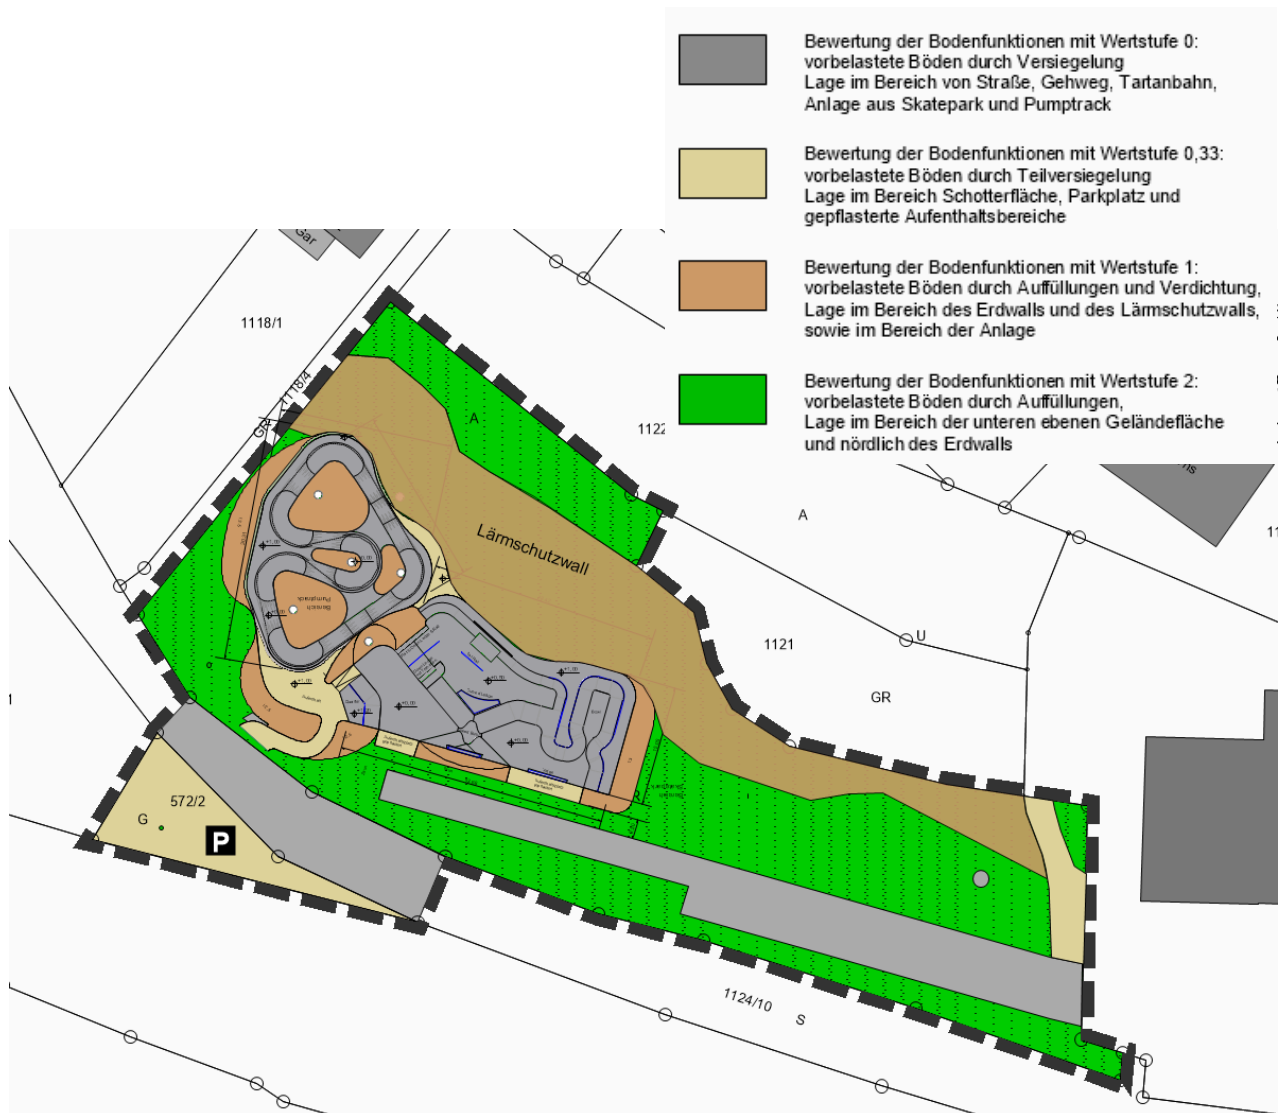 Bewertung der Bodenfunktionen mit Wertstufe 0:
vorbelastete Böden durch Versiegelung
Lage im Bereich von Straße, Gehweg, Tartanbahn,
Anlage aus Skatepark und Pumptrack
Bewertung der Bodenfunktionen mit Wertstufe 0,33:
vorbelastete Böden durch Teilversiegelung
Lage im Bereich Schotterfläche, Parkplatz und
gepflasterte Aufenthaltsbereiche
Bewertung der Bodenfunktionen mit Wertstufe 1:
vorbelastete Böden durch Auffüllungen und Verdichtung,
Lage im Bereich des Erdwalls und des Lärmschutzwalls,
sowie im Bereich der Anlage
Bewertung der Bodenfunktionen mit Wertstufe 2:
vorbelastete Böden durch Auffüllungen,
Lage im Bereich der unteren ebenen Geländefläche
und nördlich des Erdwalls
Gar
1118/1
1118/4
GR
A
1122
A
Lärmschutzwall
Bereich
Pumptrack
U
1121
GR
572/2
G
P
1124/10
S